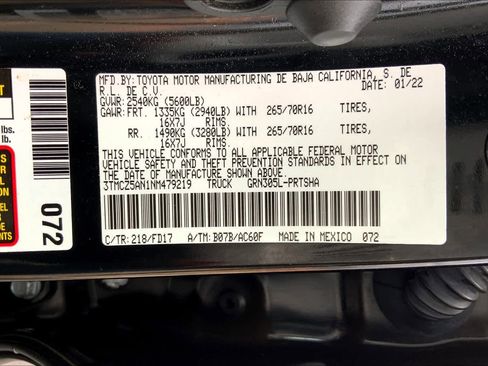 MFD.BY: TOYOTA MOTOR MANUFACTURING DE BAJA CALIFORNIA, S. DE
R.L. DE C.V. DATE: 01/22
GVWR: 2540KG (5600LB)
GAWR: FRT. 1335KG (2940LB) WITH 265/70R16 TIRES,
16X7J RIMS
RR. 1490KG (3280LB) WITH 265/70R16 TIRES,
16X7J RIMS
THIS VEHICLE CONFORMS TO ALL APPLICABLE FEDERAL MOTOR
VEHICLE SAFETY AND THEFT PREVENTION STANDARDS IN EFFECT ON
THE DATE OF MANUFACTURE SHOWN ABOVE.
3TMCZ5AN1NM479219 TRUCK GRN305L-PRTSHA
C/TR: 218/FD17 A/TM: B07B/AC60F MADE IN MEXICO 072
072
lbs.
lb.